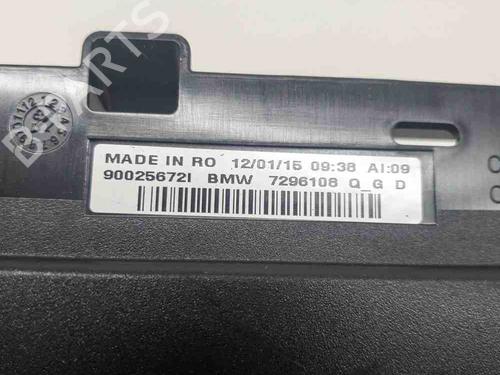 MADE IN RO 12/01/15 09:38 AI:09
90025672I BMW 7296108 Q_G D